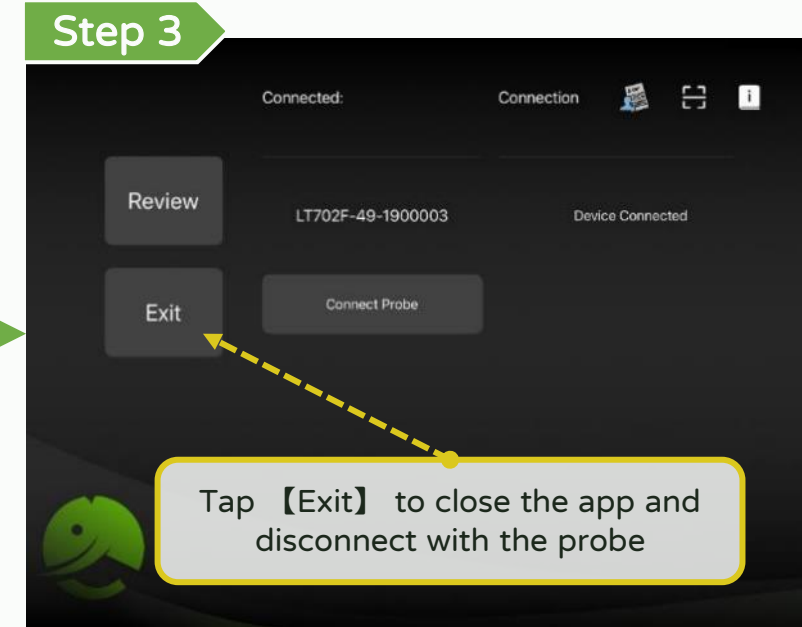 Step 3
Connected:
Connection
Review
LT702F-49-1900003
Device Connected
Exit
Connect Probe
Tap 【Exit】 to close the app and
disconnect with the probe